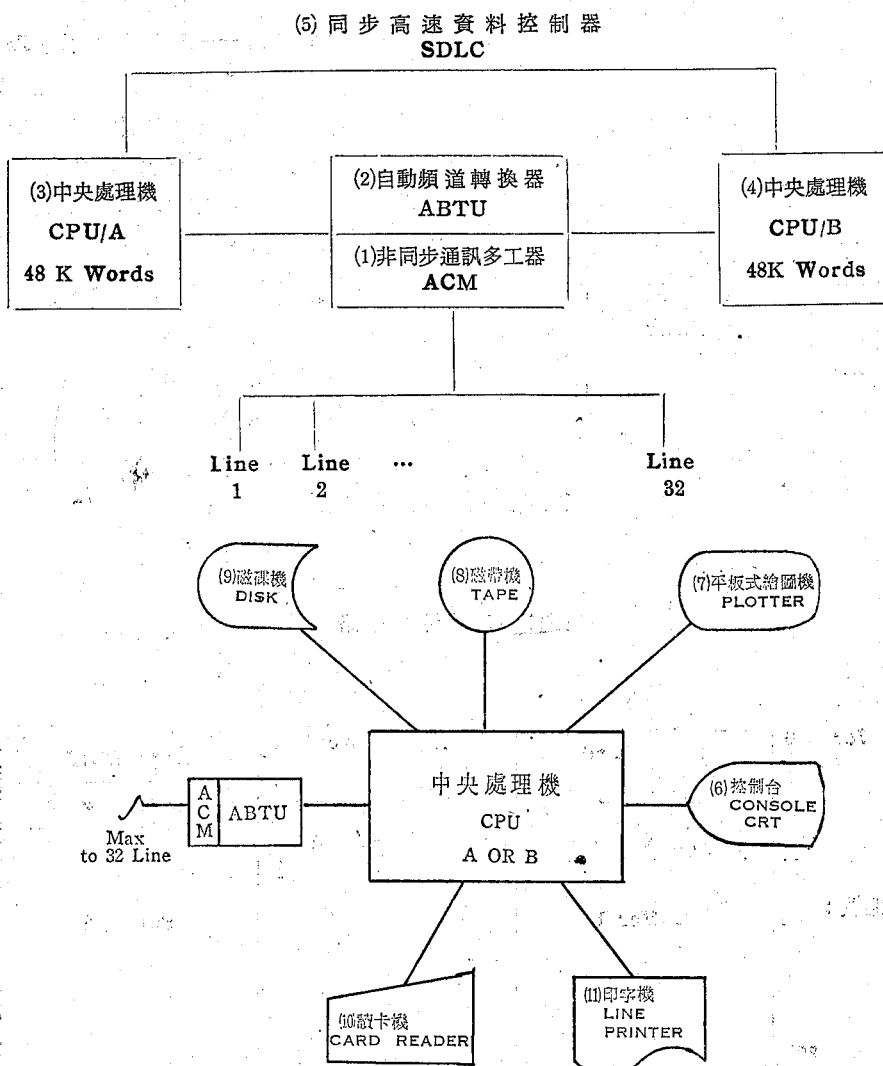 (5)同步高速資料控制器
SDLC
(3)中央處理機
CPU/A
48 K Words
(2)自動頻道轉換器
ABTU
(1)非同步通訊多工器
ACM
(4)中央處理機
CPU/B
48K Words
Line
1
Line
2
...
Line
32
(9)磁碟機
DISK
(8)磁帶機
TAPE
(7)平板式繪圖機
PLOTTER
ACM
ABTU
Max
to 32 Line
中央處理機
CPU
A OR B
(6)控制台
CONSOLE
CRT
(10)讀卡機
CARD READER
(11)印字機
LINE
PRINTER